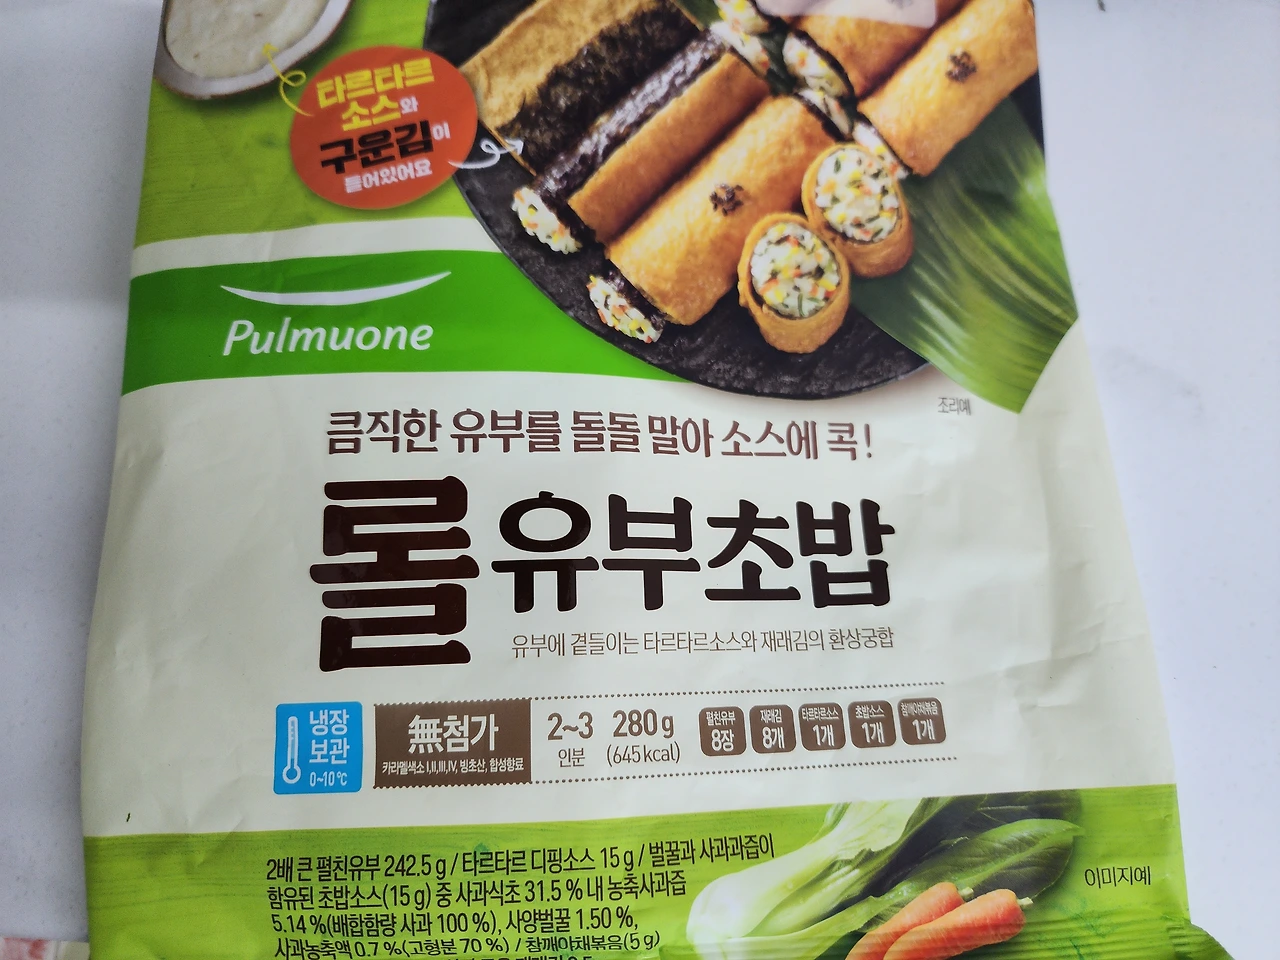 타르타르
소스와
구운김이
들어있어요
Pulmuone
조리예
큼직한 유부를 돌돌 말아 소스에 콕!
롤유부초밥
유부에 곁들이는 타르타르소스와 재래김의 환상궁합
냉장
보관
0~10℃
無첨가
카라멜색소 I,II,III,IV, 빙초산, 합성향료
2~3
인분
280g
(645kcal)
펼친유부
8장
재래김
8개
타르타르소스
1개
초밥소스
1개
참깨야채볶음
1개
2배 큰 펼친유부 242.5g / 타르타르 디핑소스 15g / 벌꿀과 사과과즙이
함유된 초밥소스(15g) 중 사과식초 31.5% 내 농축사과즙
5.14%(배합함량 사과 100%), 사양벌꿀 1.50%,
사과농축액 0.7%(고형분 70%) / 참깨야채볶음(5g)
이미지예